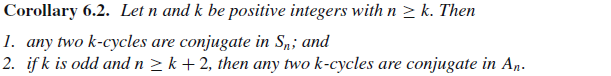 Corollary 6.2. Let n and k be positive integers with n ≥ k. Then
1. any two k-cycles are conjugate in Sₙ; and
2. if k is odd and n ≥ k + 2, then any two k-cycles are conjugate in Aₙ.